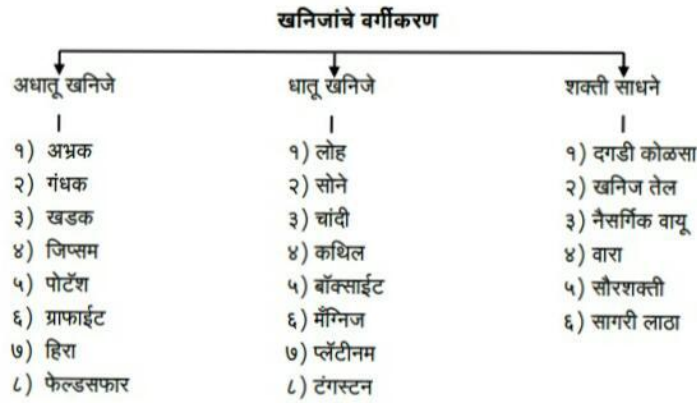 खनिजांचे वर्गीकरण
अधातू खनिजे
१) अभ्रक
२) गंधक
३) खडक
४) जिप्सम
५) पोटॅश
६) ग्राफाईट
७) हिरा
८) फेल्डसफार
धातू खनिजे
१) लोह
२) सोने
३) चांदी
४) कथिल
५) बॉक्साईट
६) मँग्निज
७) प्लॅटीनम
८) टंगस्टन
शक्ती साधने
१) दगडी कोळसा
२) खनिज तेल
३) नैसर्गिक वायू
४) वारा
५) सौरशक्ती
६) सागरी लाठा